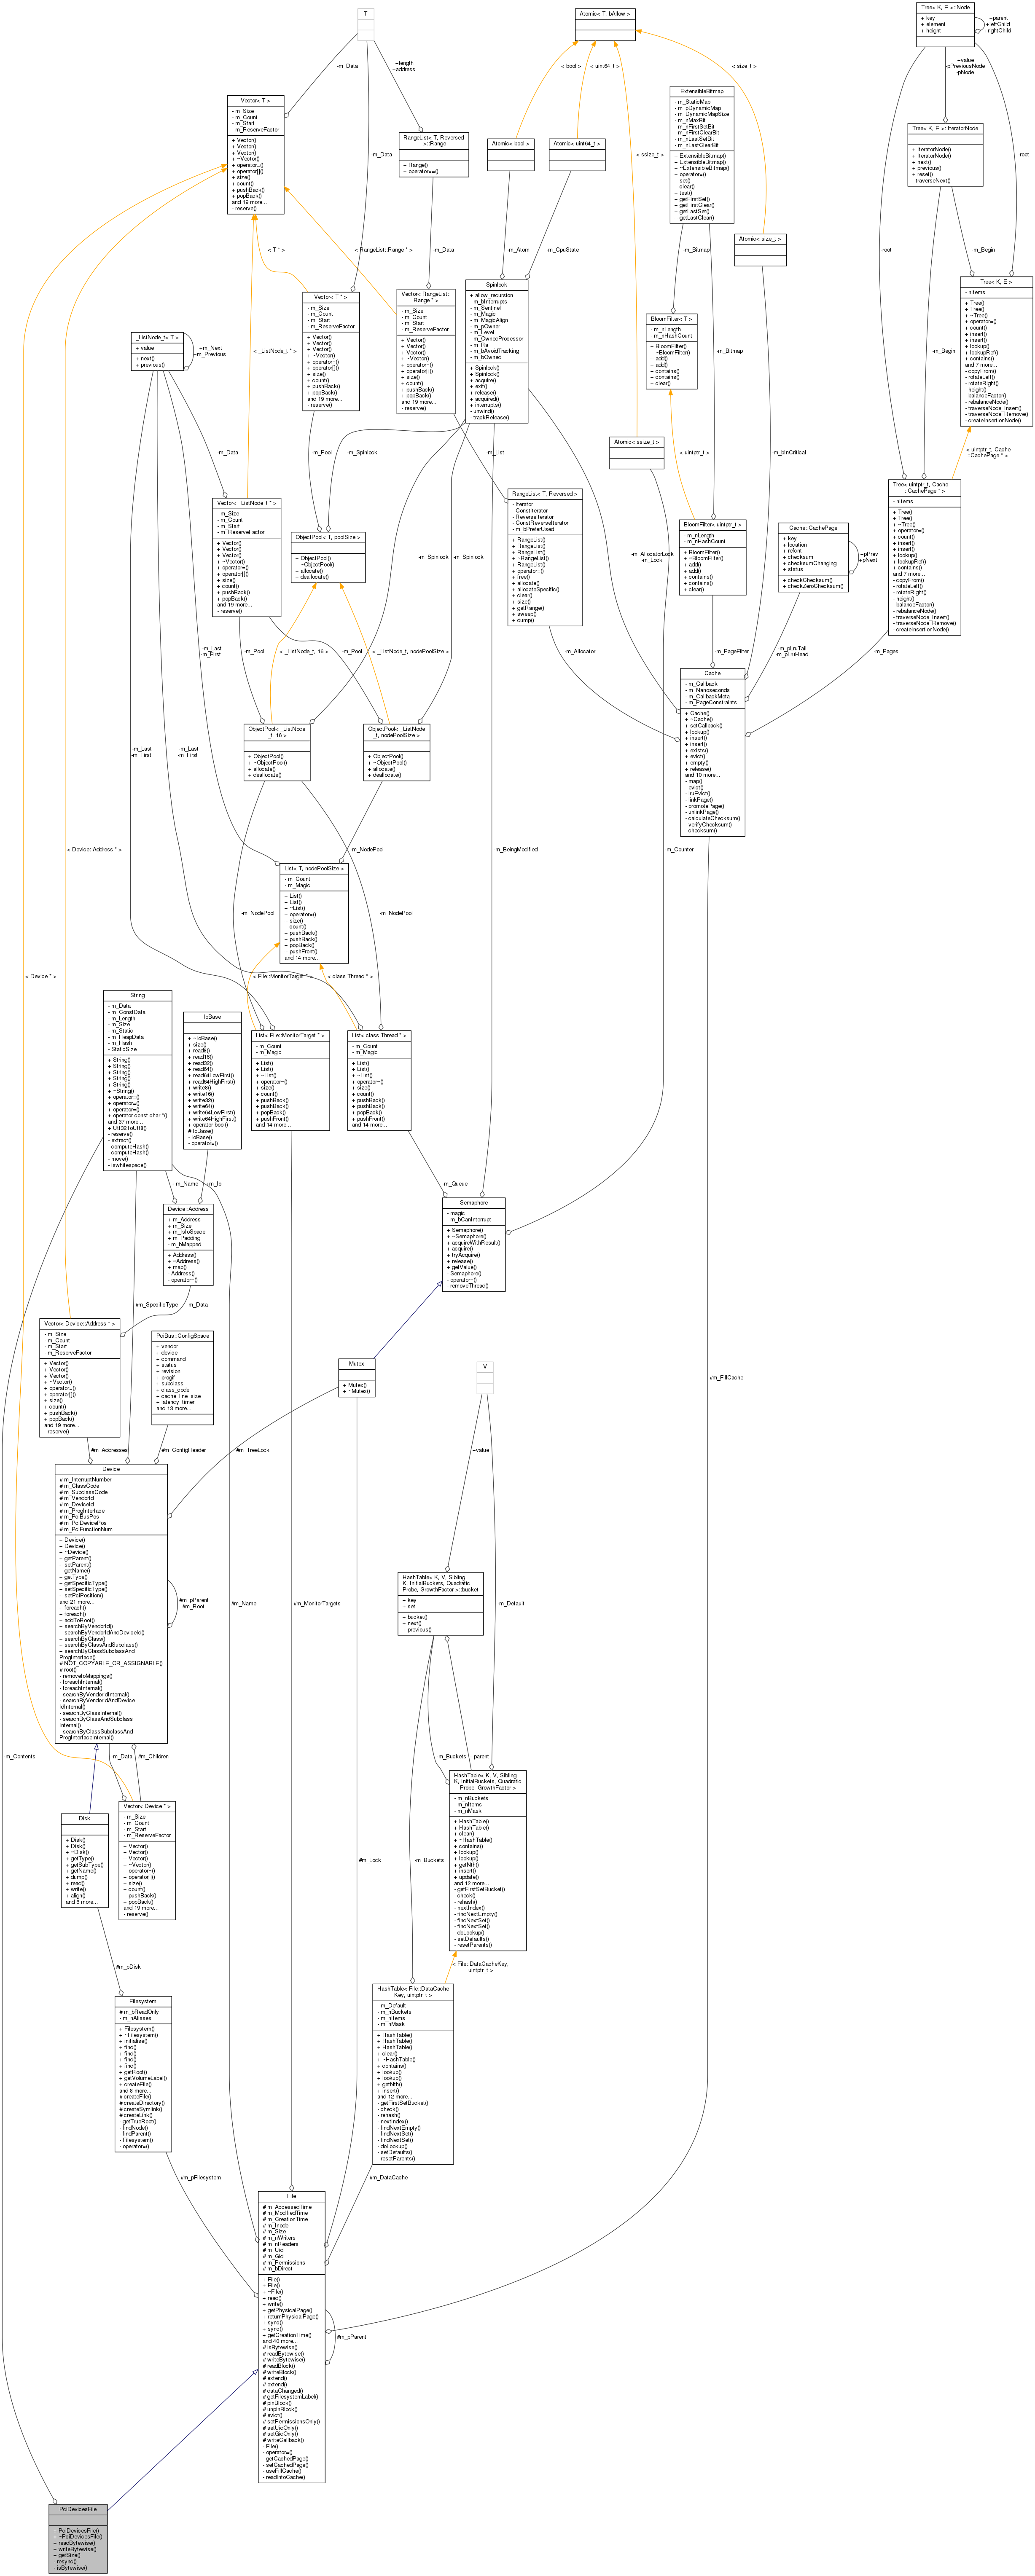 T
Atomic< T, bAllow >
Tree< K, E >::Node
+ key
+ element
+ height
+parent
+leftChild
+rightChild
-m_Data
+length
+address
< bool >
< uint64_t >
< size_t >
< ssize_t >
+value
-pPreviousNode
-pNode
Vector< T >
- m_Size
- m_Count
- m_Start
- m_ReserveFactor
+ Vector()
+ Vector()
+ Vector()
+ ~Vector()
+ operator=()
+ operator[]()
+ size()
+ count()
+ pushBack()
+ popBack()
and 19 more...
- reserve()
RangeList< T, Reversed
>::Range
+ Range()
+ operator==()
Atomic< bool >
Atomic< uint64_t >
ExtensibleBitmap
- m_StaticMap
- m_pDynamicMap
- m_DynamicMapSize
- m_nMaxBit
- m_nFirstSetBit
- m_nFirstClearBit
- m_nLastSetBit
- m_nLastClearBit
+ ExtensibleBitmap()
+ ExtensibleBitmap()
+ ~ExtensibleBitmap()
+ operator=()
+ set()
+ clear()
+ test()
+ getFirstSet()
+ getFirstClear()
+ getLastSet()
+ getLastClear()
Tree< K, E >::IteratorNode
+ IteratorNode()
+ IteratorNode()
+ next()
+ previous()
+ reset()
- traverseNext()
-m_Data
-root
-root
< T * >
< RangeList::Range * >
-m_Data
-m_Atom
-m_CpuState
-m_Bitmap
Atomic< size_t >
-m_Begin
Vector< T * >
- m_Size
- m_Count
- m_Start
- m_ReserveFactor
+ Vector()
+ Vector()
+ Vector()
+ ~Vector()
+ operator=()
+ operator[]()
+ size()
+ count()
+ pushBack()
+ popBack()
and 19 more...
- reserve()
Vector< RangeList::
Range * >
- m_Size
- m_Count
- m_Start
- m_ReserveFactor
+ Vector()
+ Vector()
+ Vector()
+ ~Vector()
+ operator=()
+ operator[]()
+ size()
+ count()
+ pushBack()
+ popBack()
and 19 more...
- reserve()
Spinlock
+ allow_recursion
- m_bInterrupts
- m_Sentinel
- m_Magic
- m_MagicAlign
- m_pOwner
- m_Level
- m_OwnedProcessor
- m_Ra
- m_bAvoidTracking
- m_bOwned
+ Spinlock()
+ Spinlock()
+ acquire()
+ exit()
+ release()
+ acquired()
+ interrupts()
- unwind()
- trackRelease()
BloomFilter< T >
- m_nLength
- m_nHashCount
+ BloomFilter()
+ ~BloomFilter()
+ add()
+ add()
+ contains()
+ contains()
+ clear()
Tree< K, E >
- nItems
+ Tree()
+ Tree()
+ ~Tree()
+ operator=()
+ count()
+ insert()
+ insert()
+ lookup()
+ lookupRef()
+ contains()
and 7 more...
- copyFrom()
- rotateLeft()
- rotateRight()
- height()
- balanceFactor()
- rebalanceNode()
- traverseNode_Insert()
- traverseNode_Remove()
- createInsertionNode()
_ListNode_t< T >
+ value
+ next()
+ previous()
+m_Next
+m_Previous
< _ListNode_t * >
-m_Bitmap
-m_Begin
-m_Data
-m_Pool
-m_Spinlock
-m_List
Atomic< ssize_t >
< uintptr_t >
-m_bInCritical
< uintptr_t, Cache
::CachePage * >
Vector< _ListNode_t * >
- m_Size
- m_Count
- m_Start
- m_ReserveFactor
+ Vector()
+ Vector()
+ Vector()
+ ~Vector()
+ operator=()
+ operator[]()
+ size()
+ count()
+ pushBack()
+ popBack()
and 19 more...
- reserve()
ObjectPool< T, poolSize >
+ ObjectPool()
+ ~ObjectPool()
+ allocate()
+ deallocate()
-m_Spinlock
-m_Spinlock
RangeList< T, Reversed >
- Iterator
- ConstIterator
- ReverseIterator
- ConstReverseIterator
- m_bPreferUsed
+ RangeList()
+ RangeList()
+ RangeList()
+ ~RangeList()
+ RangeList()
+ operator=()
+ free()
+ allocate()
+ allocateSpecific()
+ clear()
+ size()
+ getRange()
+ sweep()
+ dump()
-m_AllocatorLock
-m_Lock
BloomFilter< uintptr_t >
- m_nLength
- m_nHashCount
+ BloomFilter()
+ ~BloomFilter()
+ add()
+ add()
+ contains()
+ contains()
+ clear()
Cache::CachePage
+ key
+ location
+ refcnt
+ checksum
+ checksumChanging
+ status
+ checkChecksum()
+ checkZeroChecksum()
+pPrev
+pNext
Tree< uintptr_t, Cache
::CachePage * >
- nItems
+ Tree()
+ Tree()
+ ~Tree()
+ operator=()
+ count()
+ insert()
+ insert()
+ lookup()
+ lookupRef()
+ contains()
and 7 more...
- copyFrom()
- rotateLeft()
- rotateRight()
- height()
- balanceFactor()
- rebalanceNode()
- traverseNode_Insert()
- traverseNode_Remove()
- createInsertionNode()
-m_Last
-m_First
-m_Pool
< _ListNode_t, 16 >
-m_Pool
< _ListNode_t, nodePoolSize >
-m_Allocator
-m_PageFilter
-m_pLruTail
-m_pLruHead
-m_Pages
Cache
- m_Callback
- m_Nanoseconds
- m_CallbackMeta
- m_PageConstraints
+ Cache()
+ ~Cache()
+ setCallback()
+ lookup()
+ insert()
+ insert()
+ exists()
+ evict()
+ empty()
+ release()
and 10 more...
- map()
- evict()
- lruEvict()
- linkPage()
- promotePage()
- unlinkPage()
- calculateChecksum()
- verifyChecksum()
- checksum()
-m_Last
-m_First
-m_Last
-m_First
ObjectPool< _ListNode
_t, 16 >
+ ObjectPool()
+ ~ObjectPool()
+ allocate()
+ deallocate()
ObjectPool< _ListNode
_t, nodePoolSize >
+ ObjectPool()
+ ~ObjectPool()
+ allocate()
+ deallocate()
< Device::Address * >
-m_NodePool
-m_BeingModified
-m_Counter
List< T, nodePoolSize >
- m_Count
- m_Magic
+ List()
+ List()
+ ~List()
+ operator=()
+ size()
+ count()
+ pushBack()
+ pushBack()
+ popBack()
+ pushFront()
and 14 more...
-m_NodePool
-m_NodePool
< Device * >
< File::MonitorTarget * >
< class Thread * >
String
- m_Data
- m_ConstData
- m_Length
- m_Size
- m_Static
- m_HeapData
- m_Hash
- StaticSize
+ String()
+ String()
+ String()
+ String()
+ String()
+ ~String()
+ operator=()
+ operator=()
+ operator=()
+ operator const char *()
and 37 more...
+ Utf32ToUtf8()
- reserve()
- extract()
- computeHash()
- computeHash()
- move()
- iswhitespace()
IoBase
+ ~IoBase()
+ size()
+ read8()
+ read16()
+ read32()
+ read64()
+ read64LowFirst()
+ read64HighFirst()
+ write8()
+ write16()
+ write32()
+ write64()
+ write64LowFirst()
+ write64HighFirst()
+ operator bool()
# IoBase()
- IoBase()
- operator=()
List< File::MonitorTarget * >
- m_Count
- m_Magic
+ List()
+ List()
+ ~List()
+ operator=()
+ size()
+ count()
+ pushBack()
+ pushBack()
+ popBack()
+ pushFront()
and 14 more...
List< class Thread * >
- m_Count
- m_Magic
+ List()
+ List()
+ ~List()
+ operator=()
+ size()
+ count()
+ pushBack()
+ pushBack()
+ popBack()
+ pushFront()
and 14 more...
+m_Name
+m_Io
-m_Queue
Device::Address
+ m_Address
+ m_Size
+ m_IsIoSpace
+ m_Padding
- m_bMapped
+ Address()
+ ~Address()
+ map()
- Address()
- operator=()
Semaphore
- magic
- m_bCanInterrupt
+ Semaphore()
+ ~Semaphore()
+ acquireWithResult()
+ acquire()
+ tryAcquire()
+ release()
+ getValue()
- Semaphore()
- operator=()
- removeThread()
#m_SpecificType
-m_Data
Vector< Device::Address * >
- m_Size
- m_Count
- m_Start
- m_ReserveFactor
+ Vector()
+ Vector()
+ Vector()
+ ~Vector()
+ operator=()
+ operator[]()
+ size()
+ count()
+ pushBack()
+ popBack()
and 19 more...
- reserve()
PciBus::ConfigSpace
+ vendor
+ device
+ command
+ status
+ revision
+ progif
+ subclass
+ class_code
+ cache_line_size
+ latency_timer
and 13 more...
Mutex
+ Mutex()
+ ~Mutex()
V
#m_FillCache
#m_Addresses
#m_ConfigHeader
#m_TreeLock
+value
Device
# m_InterruptNumber
# m_ClassCode
# m_SubclassCode
# m_VendorId
# m_DeviceId
# m_ProgInterface
# m_PciBusPos
# m_PciDevicePos
# m_PciFunctionNum
+ Device()
+ Device()
+ ~Device()
+ getParent()
+ setParent()
+ getName()
+ getType()
+ getSpecificType()
+ setSpecificType()
+ setPciPosition()
and 21 more...
+ foreach()
+ foreach()
+ addToRoot()
+ searchByVendorId()
+ searchByVendorIdAndDeviceId()
+ searchByClass()
+ searchByClassAndSubclass()
+ searchByClassSubclassAnd
ProgInterface()
# NOT_COPYABLE_OR_ASSIGNABLE()
# root()
- removeIoMappings()
- foreachInternal()
- foreachInternal()
- searchByVendorIdInternal()
- searchByVendorIdAndDevice
IdInternal()
- searchByClassInternal()
- searchByClassAndSubclass
Internal()
- searchByClassSubclassAnd
ProgInterfaceInternal()
#m_pParent
#m_Root
#m_Name
#m_MonitorTargets
HashTable< K, V, Sibling
K, InitialBuckets, Quadratic
Probe, GrowthFactor >::bucket
+ key
+ set
+ bucket()
+ next()
+ previous()
-m_Default
-m_Contents
-m_Data
#m_Children
-m_Buckets
+parent
HashTable< K, V, Sibling
K, InitialBuckets, Quadratic
Probe, GrowthFactor >
- m_nBuckets
- m_nItems
- m_nMask
+ HashTable()
+ HashTable()
+ clear()
+ ~HashTable()
+ contains()
+ lookup()
+ lookup()
+ getNth()
+ insert()
+ update()
and 12 more...
- getFirstSetBucket()
- check()
- rehash()
- nextIndex()
- findNextEmpty()
- findNextSet()
- findNextSet()
- doLookup()
- setDefaults()
- resetParents()
Disk
+ Disk()
+ Disk()
+ ~Disk()
+ getType()
+ getSubType()
+ getName()
+ dump()
+ read()
+ write()
+ align()
and 6 more...
Vector< Device * >
- m_Size
- m_Count
- m_Start
- m_ReserveFactor
+ Vector()
+ Vector()
+ Vector()
+ ~Vector()
+ operator=()
+ operator[]()
+ size()
+ count()
+ pushBack()
+ popBack()
and 19 more...
- reserve()
#m_Lock
-m_Buckets
#m_pDisk
< File::DataCacheKey,
uintptr_t >
Filesystem
# m_bReadOnly
- m_nAliases
+ Filesystem()
+ ~Filesystem()
+ initialise()
+ find()
+ find()
+ find()
+ find()
+ getRoot()
+ getVolumeLabel()
+ createFile()
and 8 more...
# createFile()
# createDirectory()
# createSymlink()
# createLink()
- getTrueRoot()
- findNode()
- findParent()
- Filesystem()
- operator=()
HashTable< File::DataCache
Key, uintptr_t >
- m_Default
- m_nBuckets
- m_nItems
- m_nMask
+ HashTable()
+ HashTable()
+ HashTable()
+ clear()
+ ~HashTable()
+ contains()
+ lookup()
+ lookup()
+ getNth()
+ insert()
and 12 more...
- getFirstSetBucket()
- check()
- rehash()
- nextIndex()
- findNextEmpty()
- findNextSet()
- findNextSet()
- doLookup()
- setDefaults()
- resetParents()
#m_pFilesystem
#m_DataCache
File
# m_AccessedTime
# m_ModifiedTime
# m_CreationTime
# m_Inode
# m_Size
# m_nWriters
# m_nReaders
# m_Uid
# m_Gid
# m_Permissions
# m_bDirect
+ File()
+ File()
+ ~File()
+ read()
+ write()
+ getPhysicalPage()
+ returnPhysicalPage()
+ sync()
+ sync()
+ getCreationTime()
and 40 more...
# isBytewise()
# readBytewise()
# writeBytewise()
# readBlock()
# writeBlock()
# extend()
# extend()
# dataChanged()
# getFilesystemLabel()
# pinBlock()
# unpinBlock()
# evict()
# setPermissionsOnly()
# setUidOnly()
# setGidOnly()
# writeCallback()
- File()
- operator=()
- getCachedPage()
- setCachedPage()
- useFillCache()
- readIntoCache()
#m_pParent
PciDevicesFile
+ PciDevicesFile()
+ ~PciDevicesFile()
+ readBytewise()
+ writeBytewise()
+ getSize()
- resync()
- isBytewise()